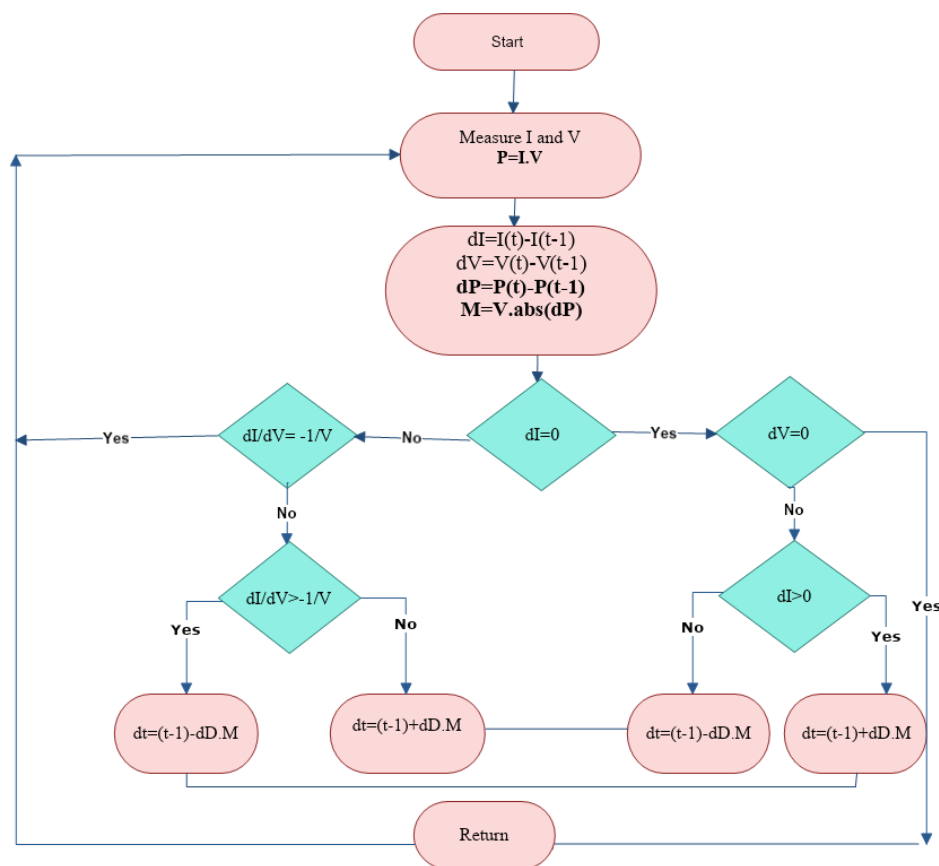 Start
Measure I and V
P=I.V
dI=I(t)-I(t-1)
dV=V(t)-V(t-1)
dP=P(t)-P(t-1)
M=V.abs(dP)
Yes
dI/dV= -1/V
No
dI=0
Yes
dV=0
No
No
dI/dV>-1/V
dI>0
Yes
No
No
Yes
Yes
dt=(t-1)-dD.M
dt=(t-1)+dD.M
dt=(t-1)-dD.M
dt=(t-1)+dD.M
Return